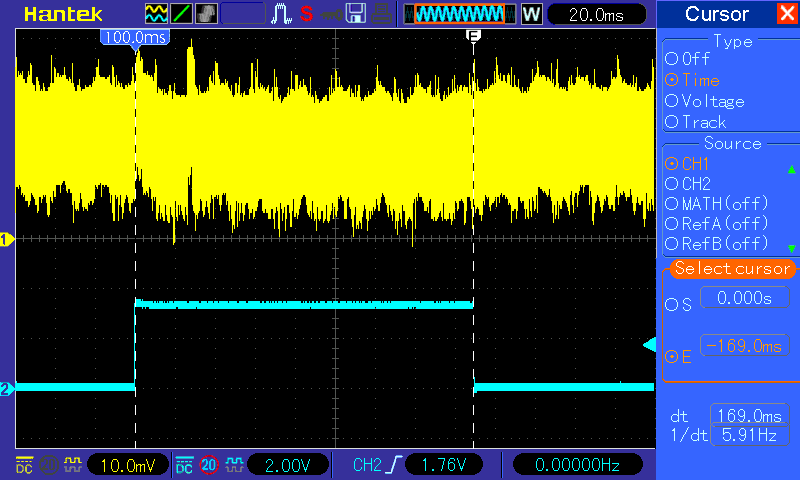 Hantek S W 20.0ms Cursor
100.0ms
E
Type
Off
Time
Voltage
Track
Source
CH1
CH2
MATH(off)
RefA(off)
RefB(off)
1
Select cursor
S 0.000s
E -169.0ms
2
dt 169.0ms
1/dt 5.91Hz
DC 20 10.0mV DC 20 2.00V CH2 1.76V 0.00000Hz